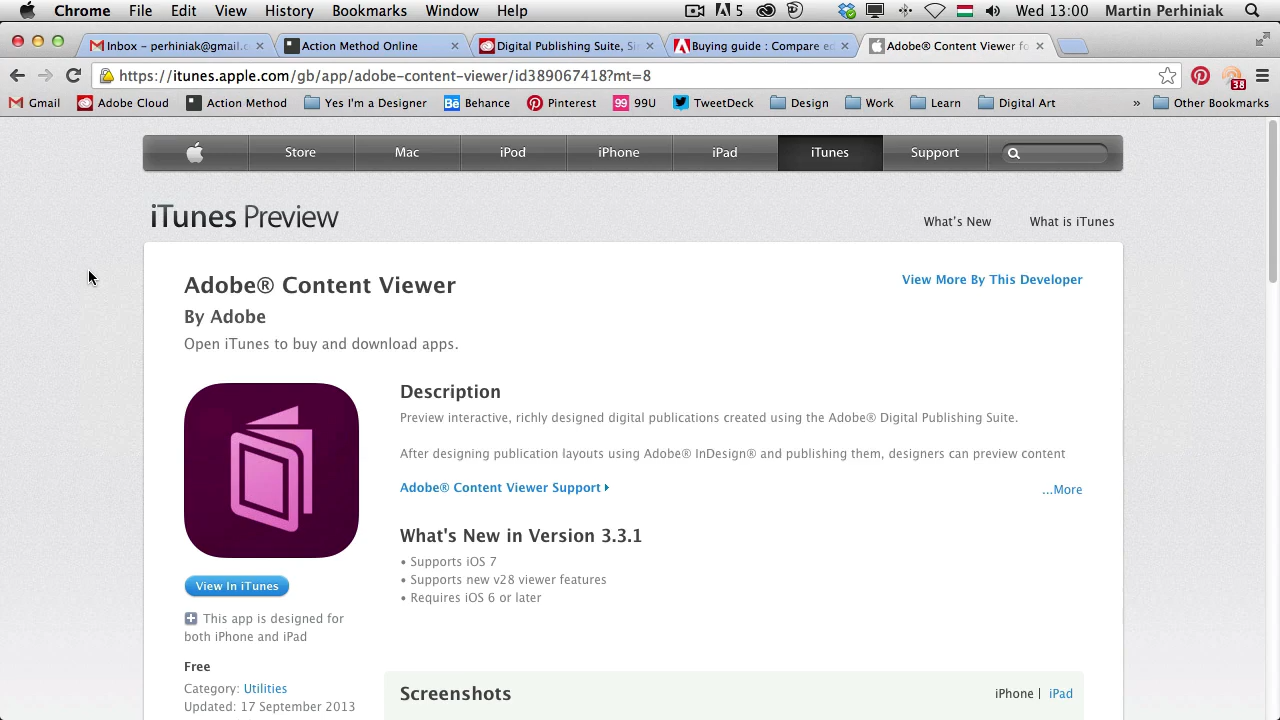 Chrome File Edit View History Bookmarks Window Help 5 Wed 13:00 Martin Perhiniak
Inbox – perhiniak@gmail.c Action Method Online Digital Publishing Suite, Sin Buying guide : Compare ed Adobe® Content Viewer fo
https://itunes.apple.com/gb/app/adobe-content-viewer/id389067418?mt=8 38
Gmail Adobe Cloud Action Method Yes I'm a Designer Bē Behance Pinterest 99 99U TweetDeck Design Work Learn Digital Art » Other Bookmarks
Store Mac iPod iPhone iPad iTunes Support
iTunes Preview
What's New What is iTunes
Adobe® Content Viewer
View More By This Developer
By Adobe
Open iTunes to buy and download apps.
Description
Preview interactive, richly designed digital publications created using the Adobe® Digital Publishing Suite.
After designing publication layouts using Adobe® InDesign® and publishing them, designers can preview content
Adobe® Content Viewer Support
...More
What's New in Version 3.3.1
• Supports iOS 7
• Supports new v28 viewer features
• Requires iOS 6 or later
View In iTunes
This app is designed for
both iPhone and iPad
Free
Category: Utilities
Updated: 17 September 2013
Screenshots
iPhone | iPad